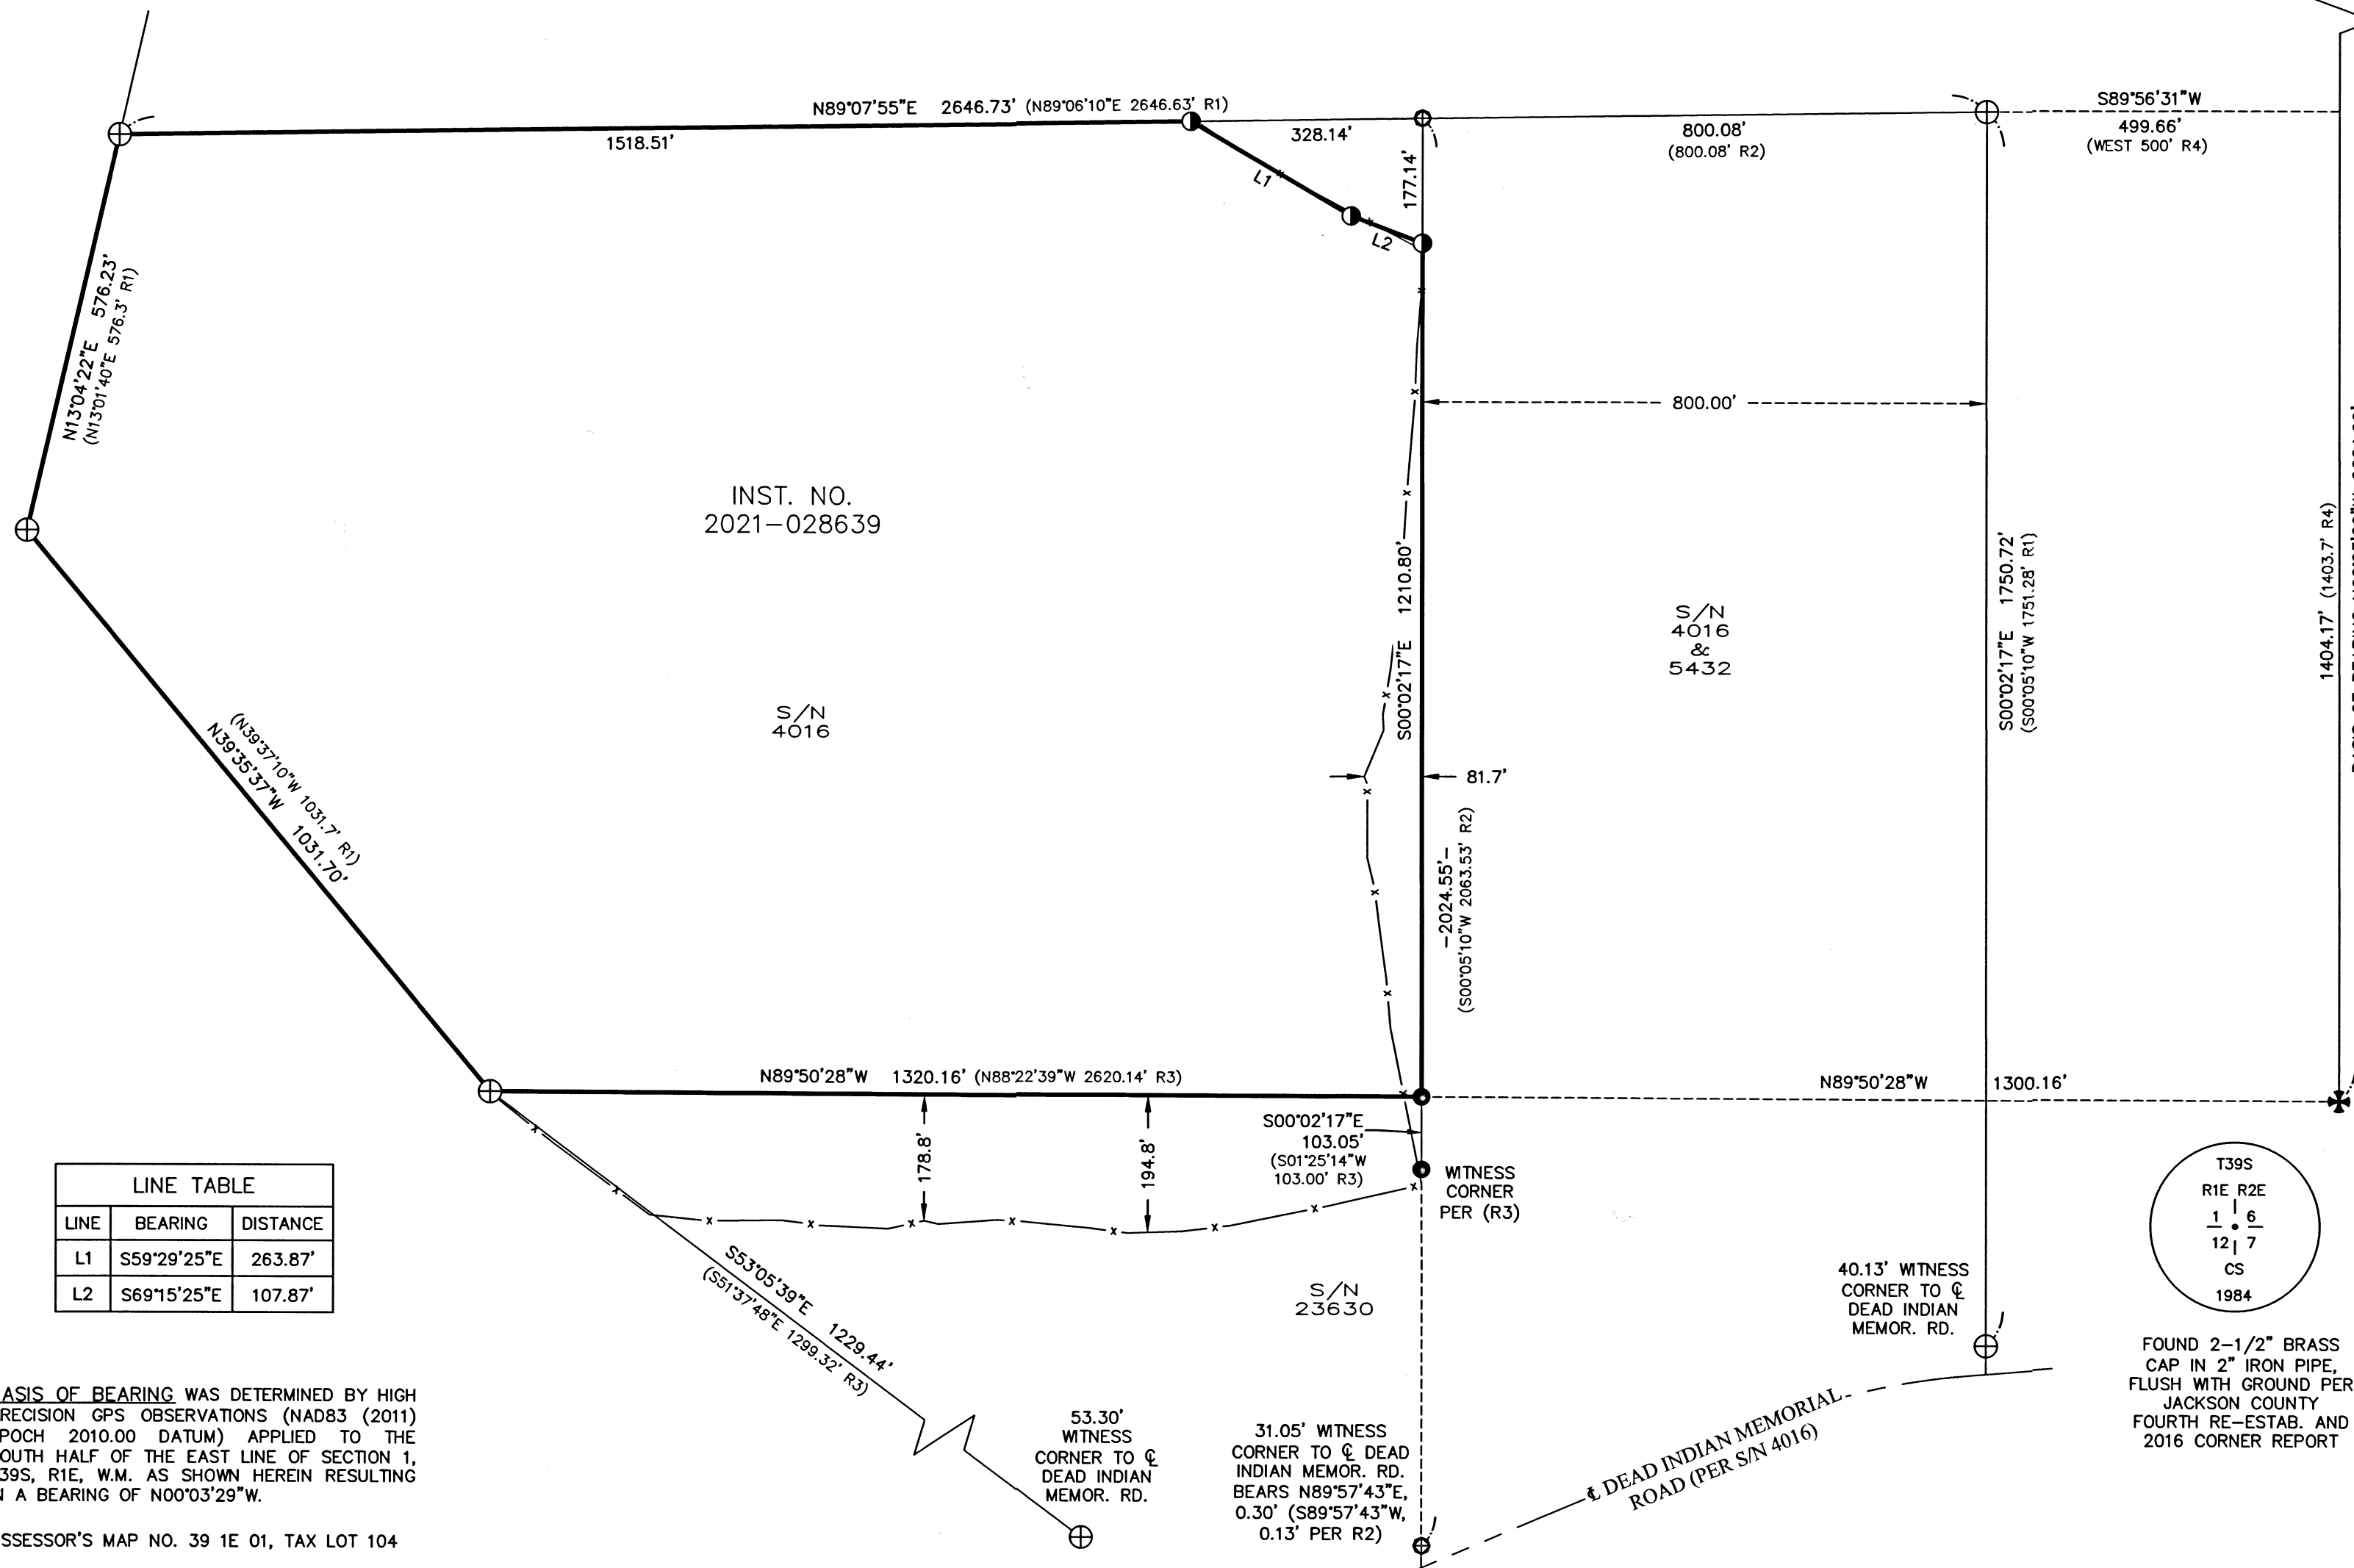 N89°07'55"E 2646.73' (N89°06'10"E 2646.63' R1)
1518.51'
328.14'
800.08'
(800.08' R2)
S89°56'31"W
499.66'
(WEST 500' R4)
L1
L2
177.14'
N13°04'22"E 576.23'
(N13°01'40"E 576.3' R1)
800.00'
INST. NO.
2021-028639
S00°02'17"E 1210.80'
S/N
4016
&
5432
S00°02'17"E 1750.72'
(S00°05'10"W 1751.28' R1)
1404.17' (1403.7' R4)
S/N
4016
(N39°37'10"W 1031.7' R1)
N39°35'37"W 1031.70'
81.7'
-2024.55'-
(S00°05'10"W 2063.53' R2)
N89°50'28"W 1320.16' (N88°22'39"W 2620.14' R3)
N89°50'28"W 1300.16'
178.8'
194.8'
S00°02'17"E
103.05'
(S01°25'14"W
103.00' R3)
WITNESS
CORNER
PER (R3)
LINE TABLE
LINE BEARING DISTANCE
L1 S59°29'25"E 263.87'
L2 S69°15'25"E 107.87'
S53°05'39"E 1229.44'
(S51°37'48"E 1299.32' R3)
S/N
23630
40.13' WITNESS
CORNER TO ℄
DEAD INDIAN
MEMOR. RD.
T39S
R1E R2E
1 6
12 7
CS
1984
FOUND 2-1/2" BRASS
CAP IN 2" IRON PIPE,
FLUSH WITH GROUND PER
JACKSON COUNTY
FOURTH RE-ESTAB. AND
2016 CORNER REPORT
53.30'
WITNESS
CORNER TO ℄
DEAD INDIAN
MEMOR. RD.
31.05' WITNESS
CORNER TO ℄ DEAD
INDIAN MEMOR. RD.
BEARS N89°57'43"E,
0.30' (S89°57'43"W,
0.13' PER R2)
℄ DEAD INDIAN MEMORIAL
ROAD (PER S/N 4016)
ASIS OF BEARING WAS DETERMINED BY HIGH
RECISION GPS OBSERVATIONS (NAD83 (2011)
POCH 2010.00 DATUM) APPLIED TO THE
OUTH HALF OF THE EAST LINE OF SECTION 1,
39S, R1E, W.M. AS SHOWN HEREIN RESULTING
A BEARING OF N00°03'29"W.
SSESSOR'S MAP NO. 39 1E 01, TAX LOT 104